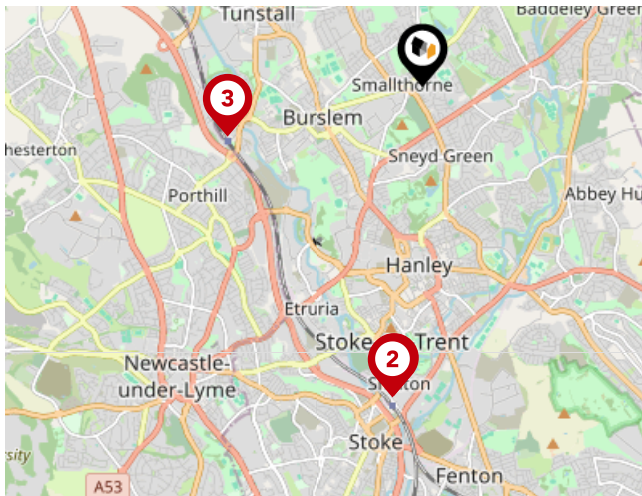 Tunstall
Baddeley Green
Smallthorne
3
Burslem
Sneyd Green
hesterton
Porthill
Abbey Hu
Hanley
Etruria
Stoke Trent
2
Newcastle-
under-Lyme
Stoke
sity
A53
Fenton